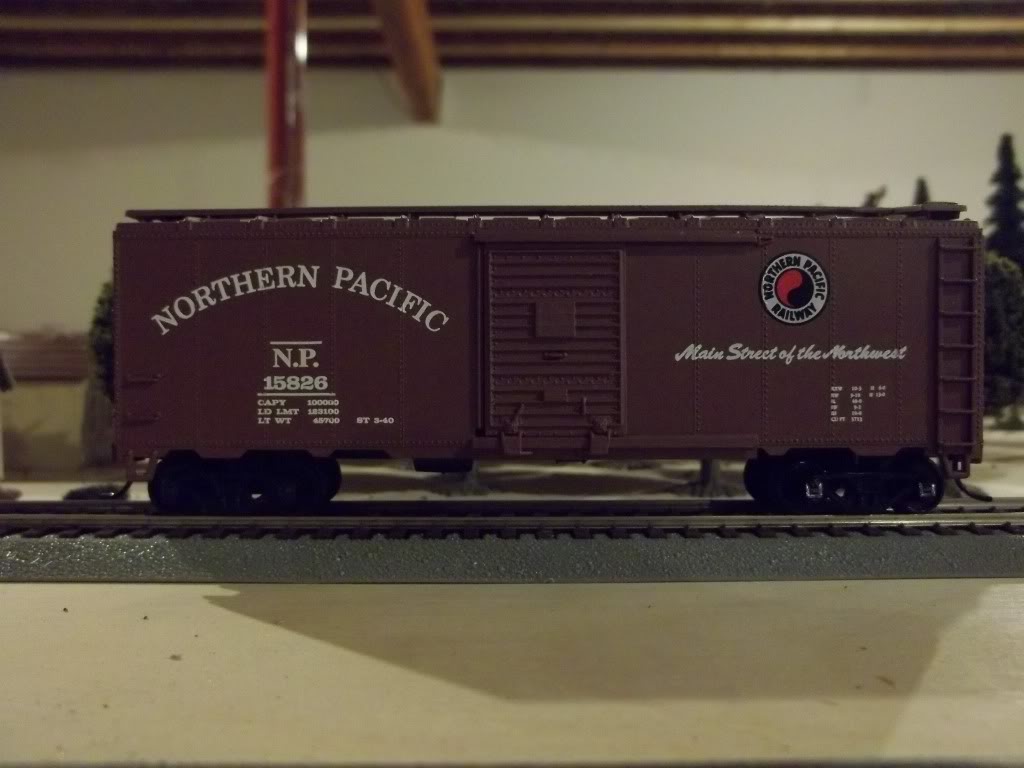 NORTHERN PACIFIC
N.P.
15826
CAPY 100000
LD LMT 123100
LT WT 45700 ST 3-40
NORTHERN PACIFIC
RAILWAY
Main Street of the Northwest